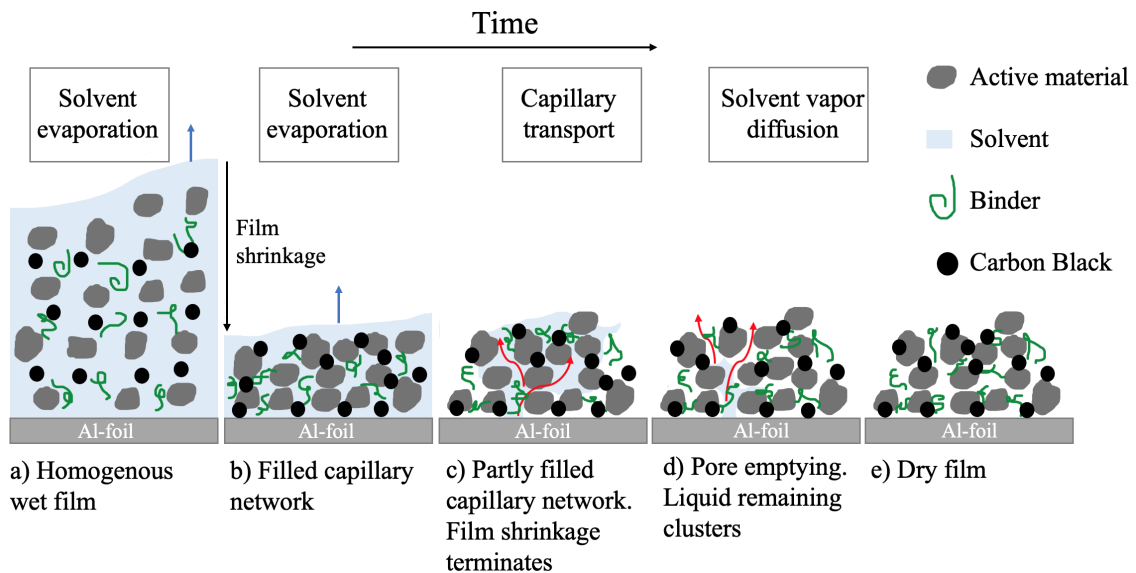 Time
Solvent
evaporation
Solvent
evaporation
Capillary
transport
Solvent vapor
diffusion
Active material
Solvent
Binder
Carbon Black
Film
shrinkage
Al-foil
Al-foil
Al-foil
Al-foil
Al-foil
a) Homogenous
wet film
b) Filled capillary
network
c) Partly filled
capillary network.
Film shrinkage
terminates
d) Pore emptying.
Liquid remaining
clusters
e) Dry film